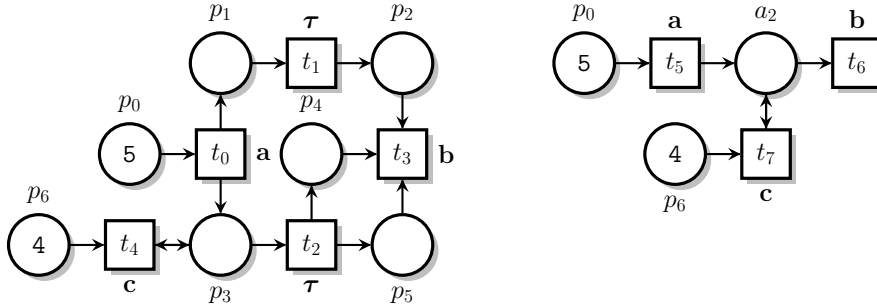 p1 τ p2 p0 a a2 b
t1 5 t5 t6
p0 p4
5 t0 a t3 b 4 t7
p6 p6 c
4 t4 t2
c p3 τ p5